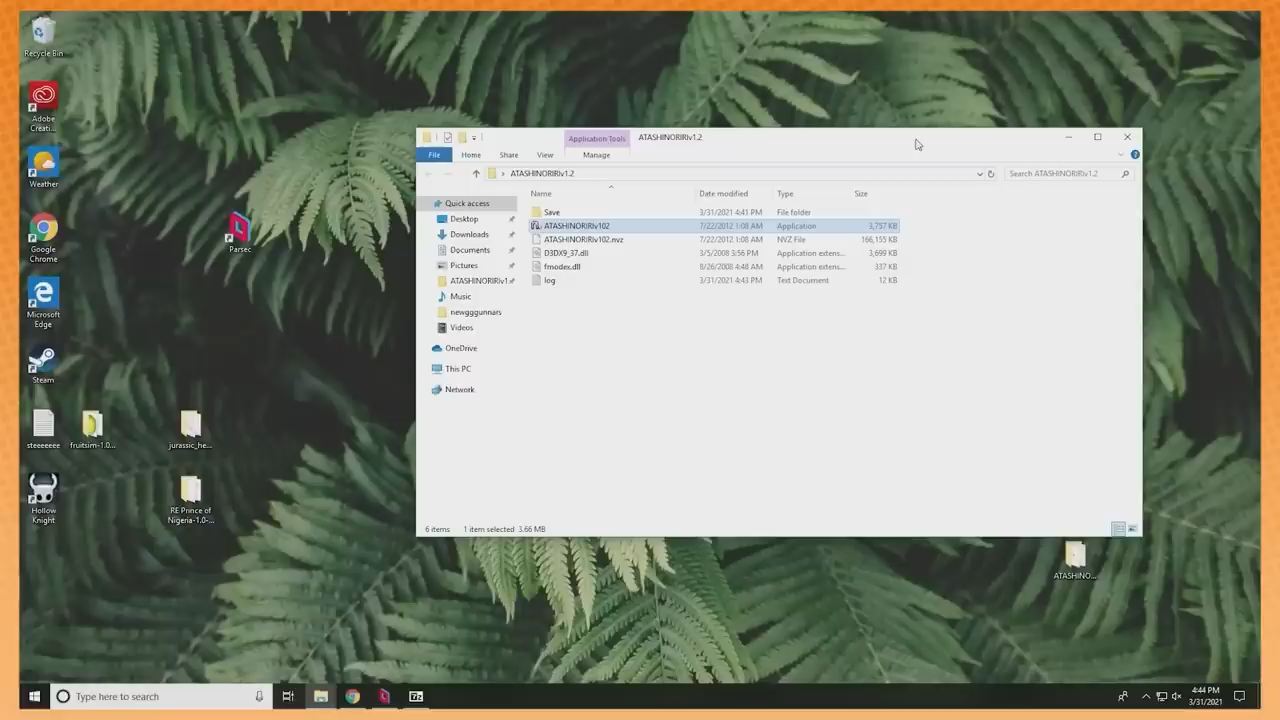 Recycle Bin
Adobe
Creati...
Weather
Google
Chrome
Parsec
Microsoft
Edge
Steam
steeeeeee
fruitsim-1.0...
jurassic_he...
Hollow
Knight
RE Prince of
Nigeria-1.0-...
Application Tools
ATASHINORIRIv1.2
File
Home
Share
View
Manage
ATASHINORIRIv1.2
Search ATASHINORIRIv1.2
Quick access
Desktop
Downloads
Documents
Pictures
ATASHINORIRIv1
Music
newgggunnars
Videos
OneDrive
This PC
Network
Name Date modified Type Size
Save 3/31/2021 4:41 PM File folder
ATASHINORIRIv102 7/22/2012 1:08 AM Application 3,757 KB
ATASHINORIRIv102.nvz 7/22/2012 1:08 AM NVZ File 166,155 KB
D3DX9_37.dll 3/5/2008 3:56 PM Application extens... 3,699 KB
fmodex.dll 8/26/2008 4:48 AM Application extens... 337 KB
log 3/31/2021 4:43 PM Text Document 12 KB
6 items 1 item selected 3.66 MB
ATASHINO...
Type here to search
4:44 PM
3/31/2021